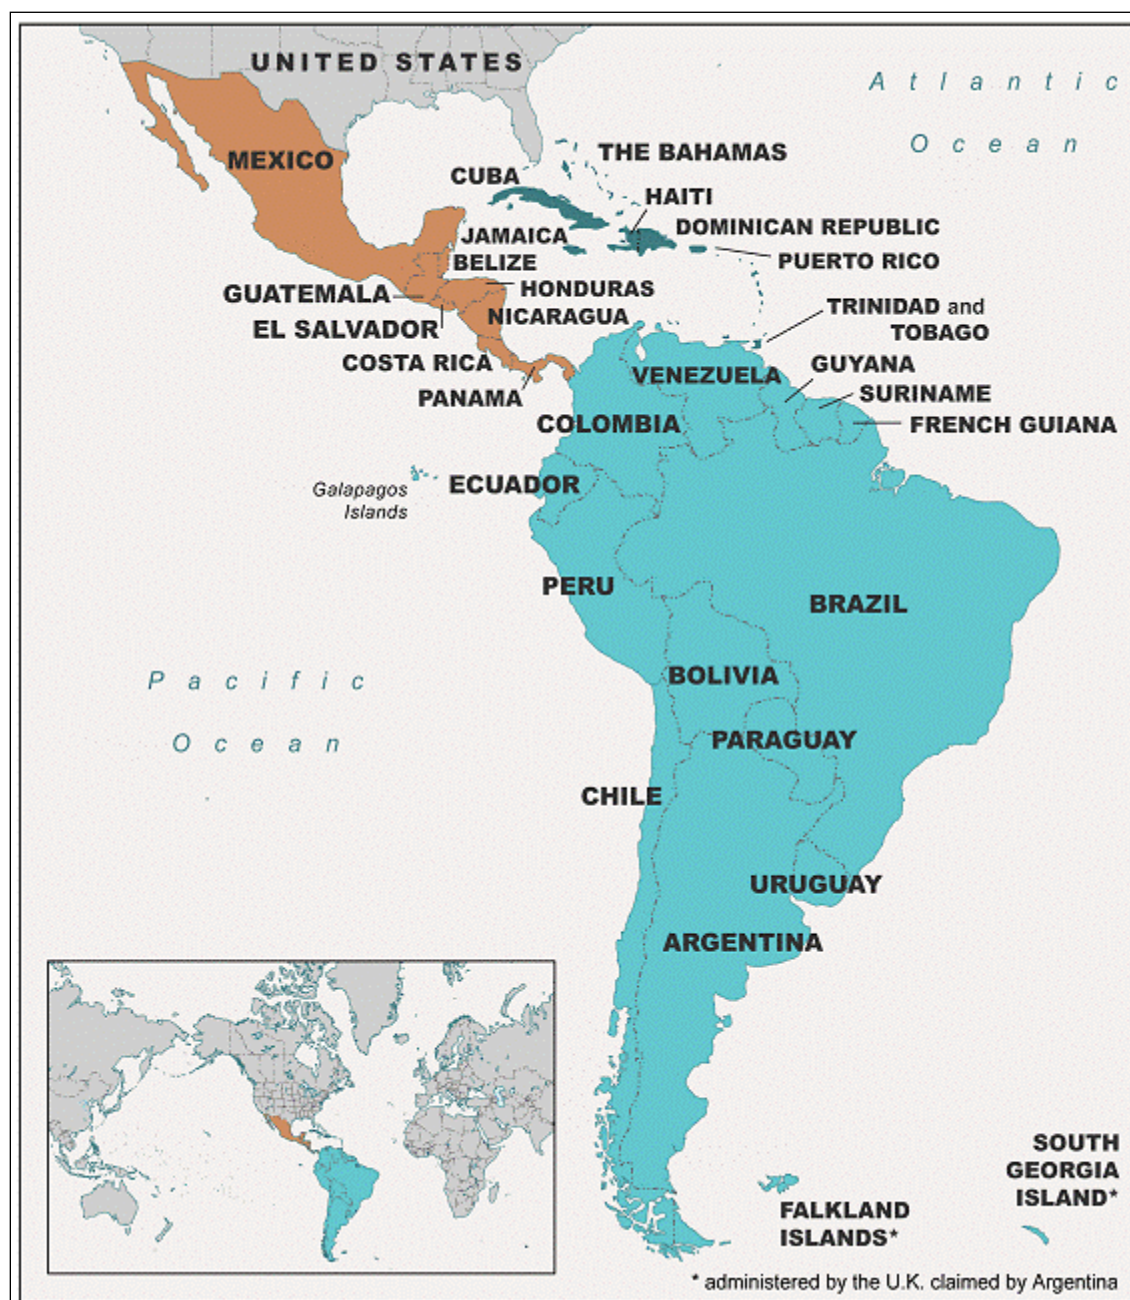 UNITED STATES
Atlantic
Ocean
MEXICO
THE BAHAMAS
CUBA
HAITI
DOMINICAN REPUBLIC
JAMAICA
PUERTO RICO
BELIZE
HONDURAS
GUATEMALA
NICARAGUA
EL SALVADOR
TRINIDAD and
TOBAGO
COSTA RICA
PANAMA
VENEZUELA
GUYANA
SURINAME
COLOMBIA
FRENCH GUIANA
Galapagos
Islands
ECUADOR
PERU
BRAZIL
Pacific
Ocean
BOLIVIA
PARAGUAY
CHILE
URUGUAY
ARGENTINA
SOUTH
GEORGIA
ISLAND*
FALKLAND
ISLANDS*
* administered by the U.K. claimed by Argentina